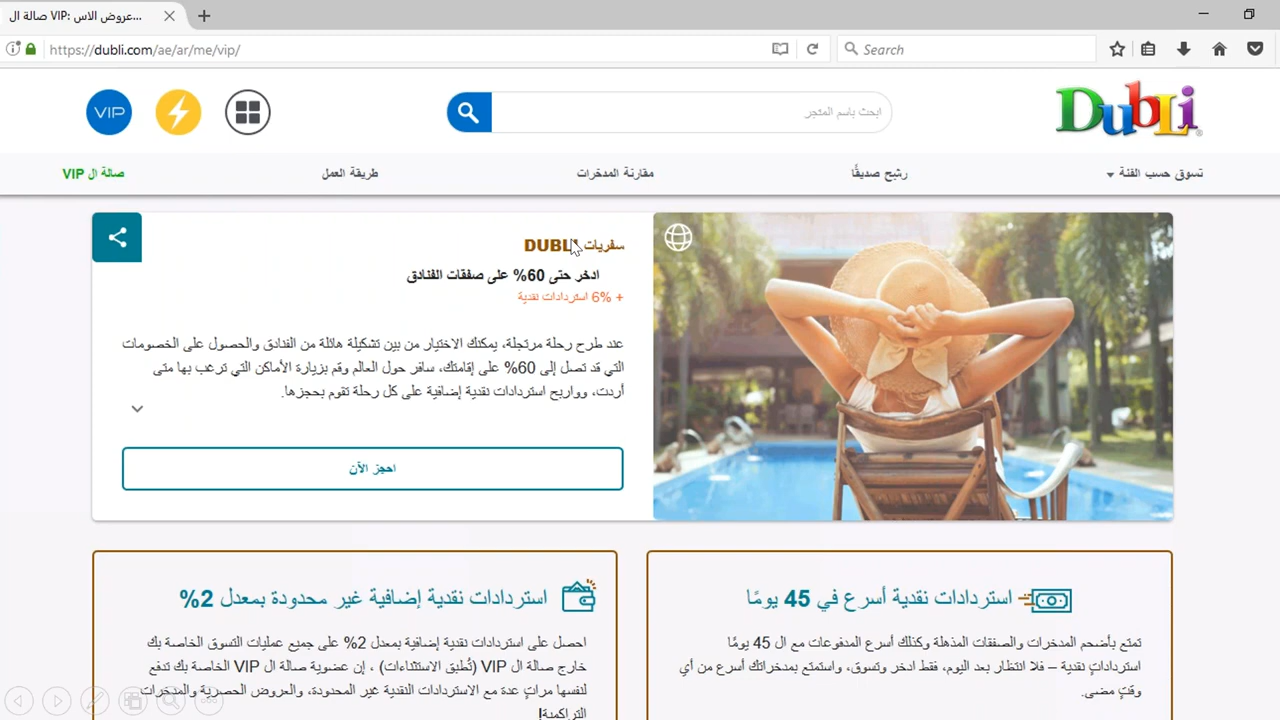 صالة ال VIP: عروض الاس...
https://dubli.com/ae/ar/me/vip/
Search
VIP
ابحث باسم المتجر
DubLi
تسوق حسب الفئة
رشح صديقًا
مقارنة المدخرات
طريقة العمل
صالة ال VIP
سفريات DUBLI
ادخر حتى 60% على صفقات الفنادق
+ 6% استردادات نقدية
عند طرح رحلة مرتجلة، يمكنك الاختيار من بين تشكيلة هائلة من الفنادق والحصول على الخصومات
التي قد تصل إلى 60% على إقامتك، سافر حول العالم وقم بزيارة الأماكن التي ترغب بها متى
أردت، وواربح استردادات نقدية إضافية على كل رحلة تقوم بحجزها.
احجز الآن
استردادات نقدية أسرع في 45 يومًا
تمتع بأضخم المدخرات والصفقات المذهلة وكذلك أسرع المدفوعات مع ال 45 يومًا
استرداداتٍ نقدية – فلا انتظار بعد اليوم، فقط ادخر وتسوق، واستمتع بمدخراتك أسرع من أي
وقتٍ مضى.
استردادات نقدية إضافية غير محدودة بمعدل 2%
احصل على استردادات نقدية إضافية بمعدل 2% على جميع عمليات التسوق الخاصة بك
خارج صالة ال VIP (تُطبق الاستثناءات) ، إن عضوية صالة ال VIP الخاصة بك تدفع
لنفسها مراتٍ عدة مع الاستردادات النقدية غير المحدودة، والعروض الحصرية والمدخرات
التراكمية!